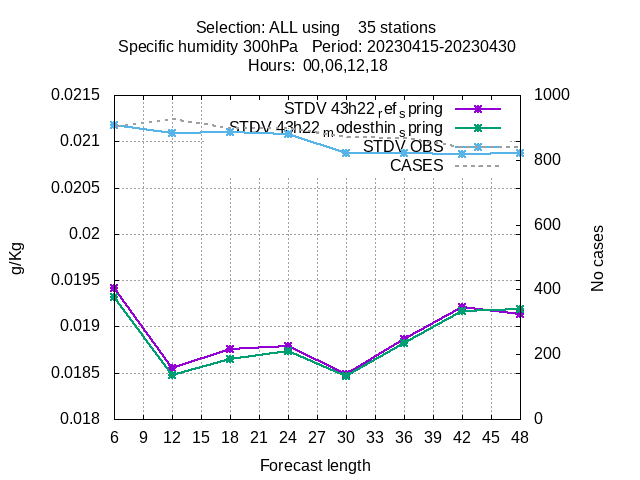 Selection: ALL using 35 stations
Specific humidity 300hPa Period: 20230415-20230430
Hours: 00,06,12,18
STDV 43h22ref_spring
STDV 43h22modesthin_spring
STDV OBS
CASES
0.0215
0.021
0.0205
0.02
0.0195
0.019
0.0185
0.018
1000
800
600
400
200
0
g/Kg
No cases
6 9 12 15 18 21 24 27 30 33 36 39 42 45 48
Forecast length